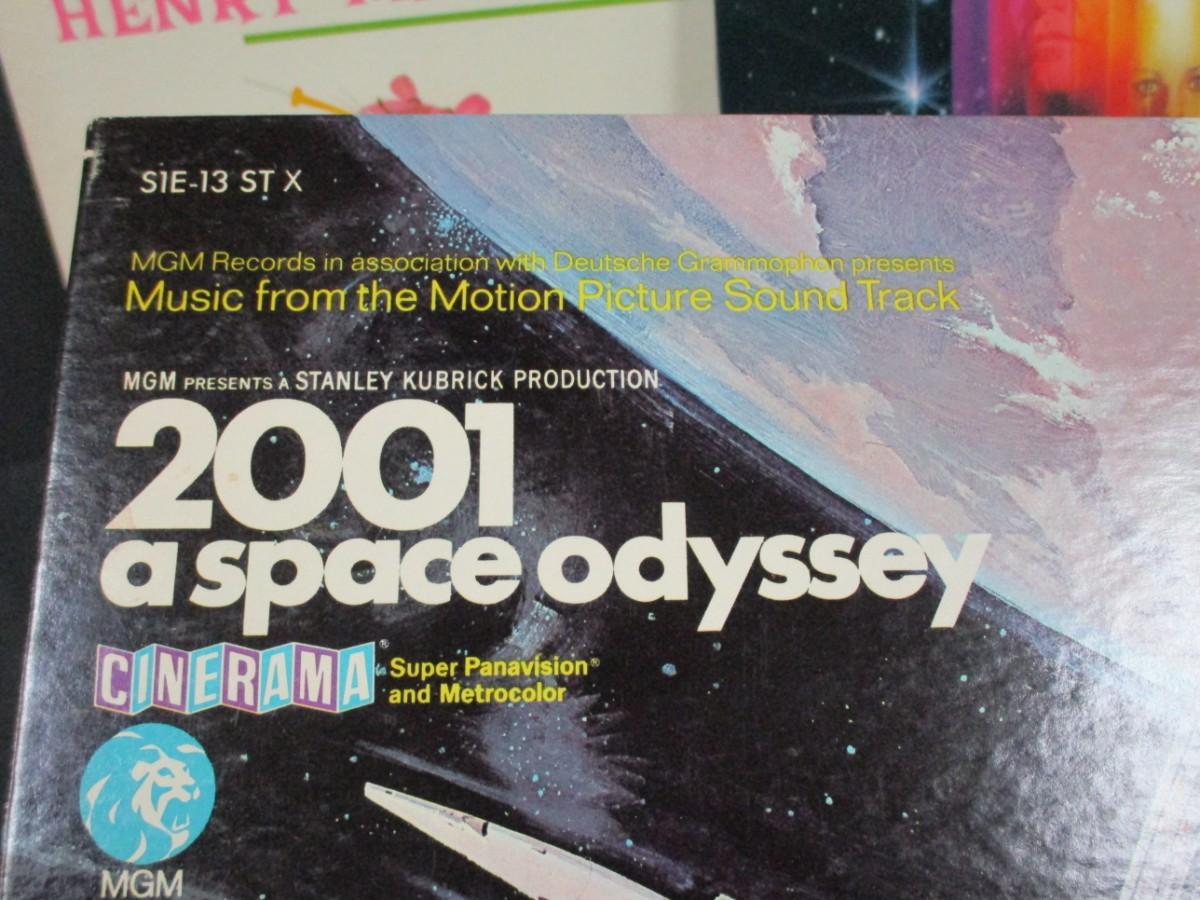 HENRY
S1E-13 ST X
MGM Records in association with Deutsche Grammophon presents
Music from the Motion Picture Sound Track
MGM PRESENTS A STANLEY KUBRICK PRODUCTION
2001
a space odyssey
CINERAMA® Super Panavision®
and Metrocolor
MGM